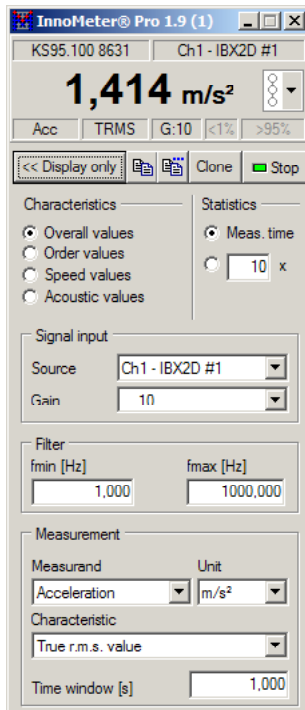 InnoMeter® Pro 1.9 (1)
KS95.100 8631 Ch1 - IBX2D #1
1,414 m/s²
Acc TRMS G:10 <1% >95%
<< Display only Clone Stop
Characteristics Statistics
Overall values Meas. time
Order values 10 x
Speed values
Acoustic values
Signal input
Source Ch1 - IBX2D #1
Gain 10
Filter
fmin [Hz] fmax [Hz]
1,000 1000,000
Measurement
Measurand Unit
Acceleration m/s²
Characteristic
True r.m.s. value
Time window [s] 1,000